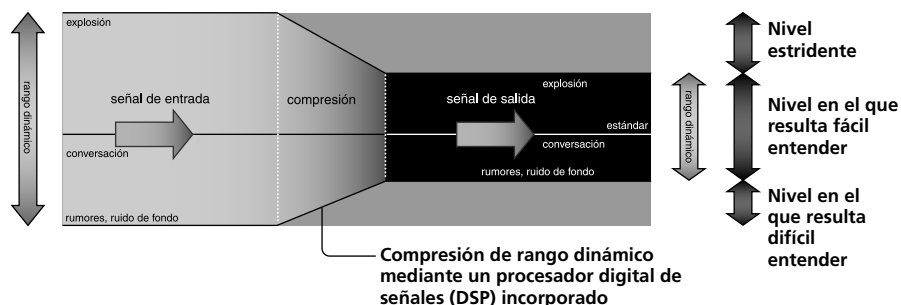 explosión
rango dinámico
señal de entrada
compresión
conversación
rumores, ruido de fondo
explosión
señal de salida
estándar
conversación
rumores, ruido de fondo
rango dinámico
Nivel
estridente
Nivel en el que
resulta fácil
entender
Nivel en el
que resulta
difícil
entender
Compresión de rango dinámico
mediante un procesador digital de
señales (DSP) incorporado